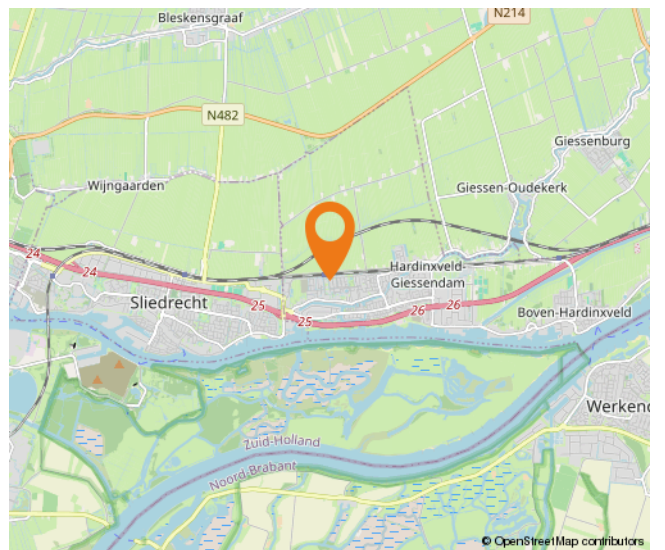 Bleskensgraaf
N214
N482
Giessenburg
Wijngaarden
Giessen-Oudekerk
24
24
Hardinxveld-
Giessendam
Sliedrecht
25
25
26
26
Boven-Hardinxveld
Werkend
Zuid-Holland
Noord-Brabant
© OpenStreetMap contributors